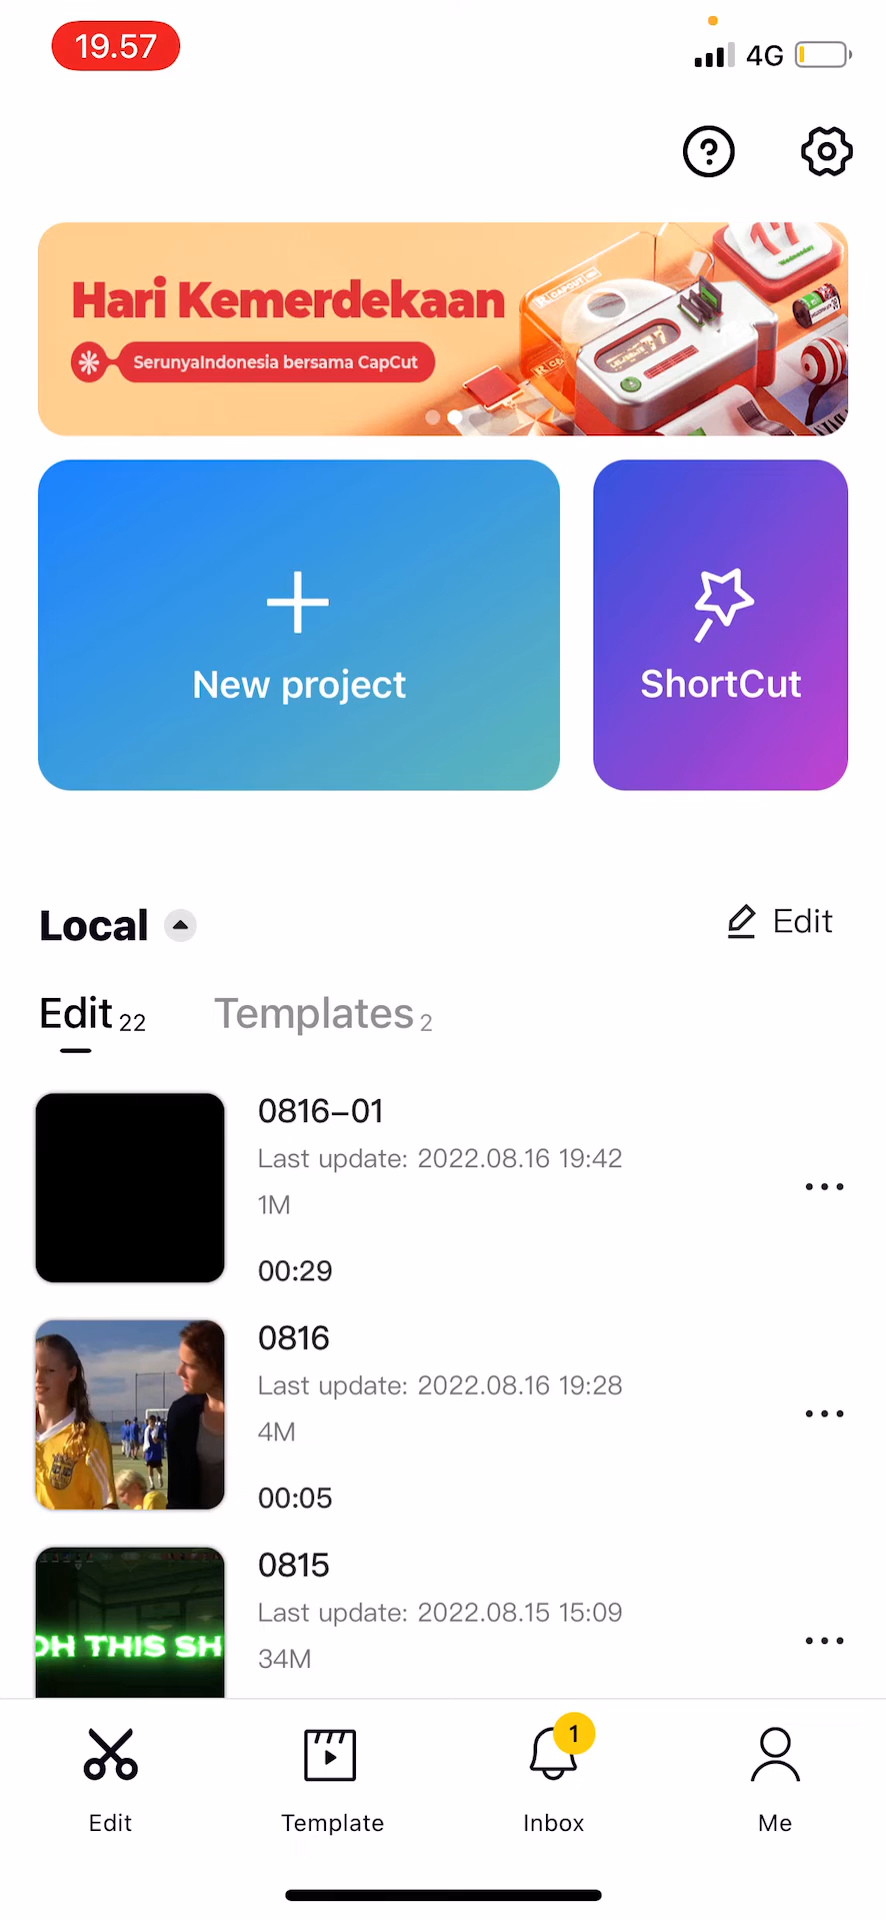 19.57
4G
Hari Kemerdekaan
SerunyaIndonesia bersama CapCut
CAPCUT
17
Wednesday
New project
ShortCut
Local
Edit
Edit 22
Templates 2
0816-01
Last update: 2022.08.16 19:42
1M
00:29
0816
Last update: 2022.08.16 19:28
4M
00:05
0815
Last update: 2022.08.15 15:09
34M
OH THIS SH
1
Edit
Template
Inbox
Me